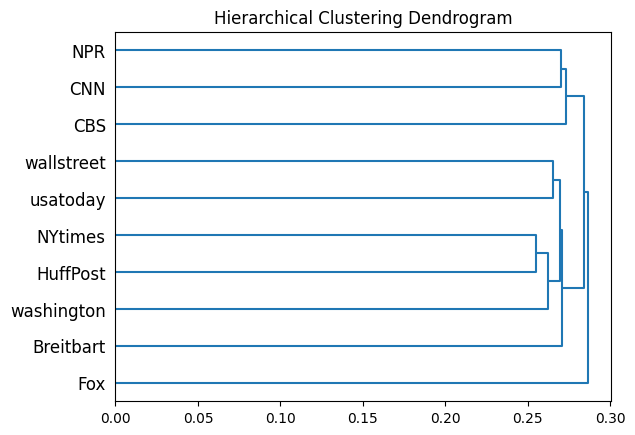 Hierarchical Clustering Dendrogram
NPR
CNN
CBS
wallstreet
usatoday
NYtimes
HuffPost
washington
Breitbart
Fox
0.00 0.05 0.10 0.15 0.20 0.25 0.30